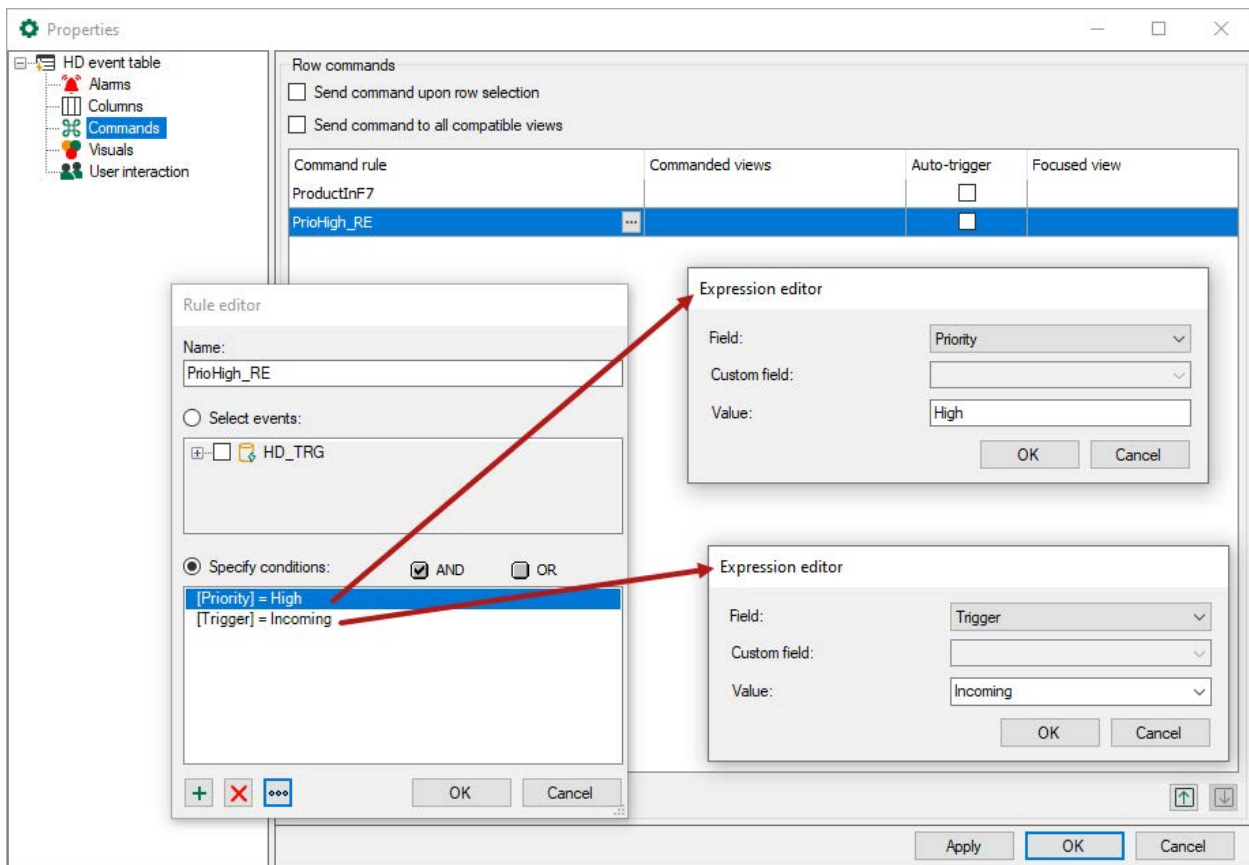 Properties
HD event table
Alarms
Columns
Commands
Visuals
User interaction
Row commands
Send command upon row selection
Send command to all compatible views
Command rule Commanded views Auto-trigger Focused view
ProductInF7
PrioHigh_RE
Rule editor
Name:
PrioHigh_RE
Select events:
HD_TRG
Specify conditions: AND OR
[Priority] = High
[Trigger] = Incoming
OK Cancel
Expression editor
Field: Priority
Custom field:
Value: High
OK Cancel
Expression editor
Field: Trigger
Custom field:
Value: Incoming
OK Cancel
Apply OK Cancel